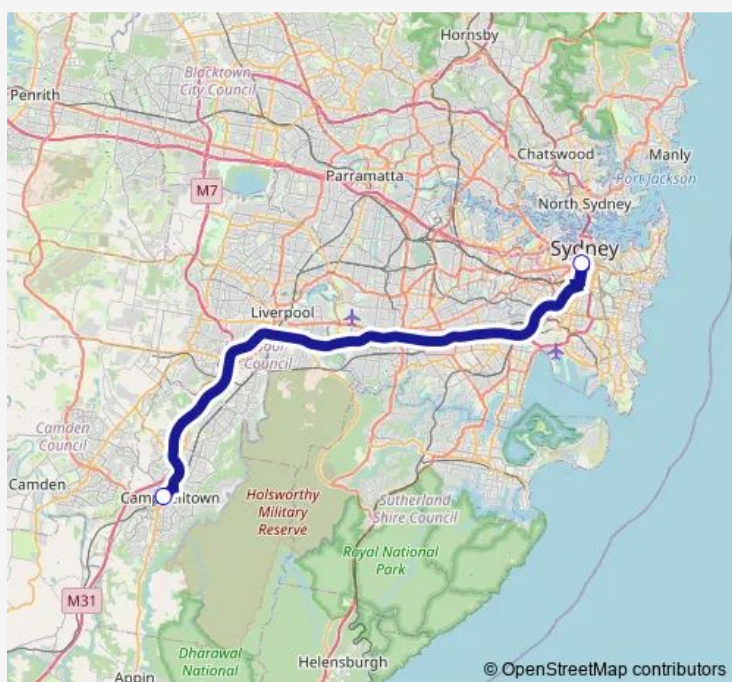 Hornsby
Blacktown
City Council
Penrith
Chatswood
Manly
Parramatta
Port Jackson
M7
North Sydney
Sydney
Liverpool
Council
Camden
Council
Camden
Campbelltown
Holsworthy
Military
Reserve
Sutherland
Shire Council
Royal National
Park
M31
Dharawal
National
Helensburgh
Appin
© OpenStreetMap contributors